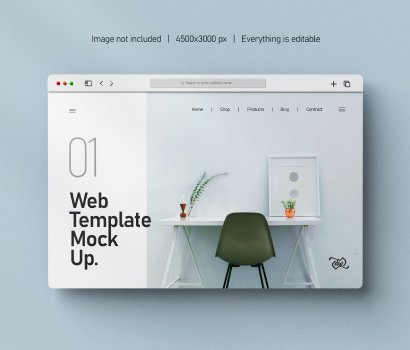 Image not included | 4500x3000 px | Everything is editable
Search or enter website name
Home | Shop | Products | Blog | Contract
01
Web
Template
Mock
Up.